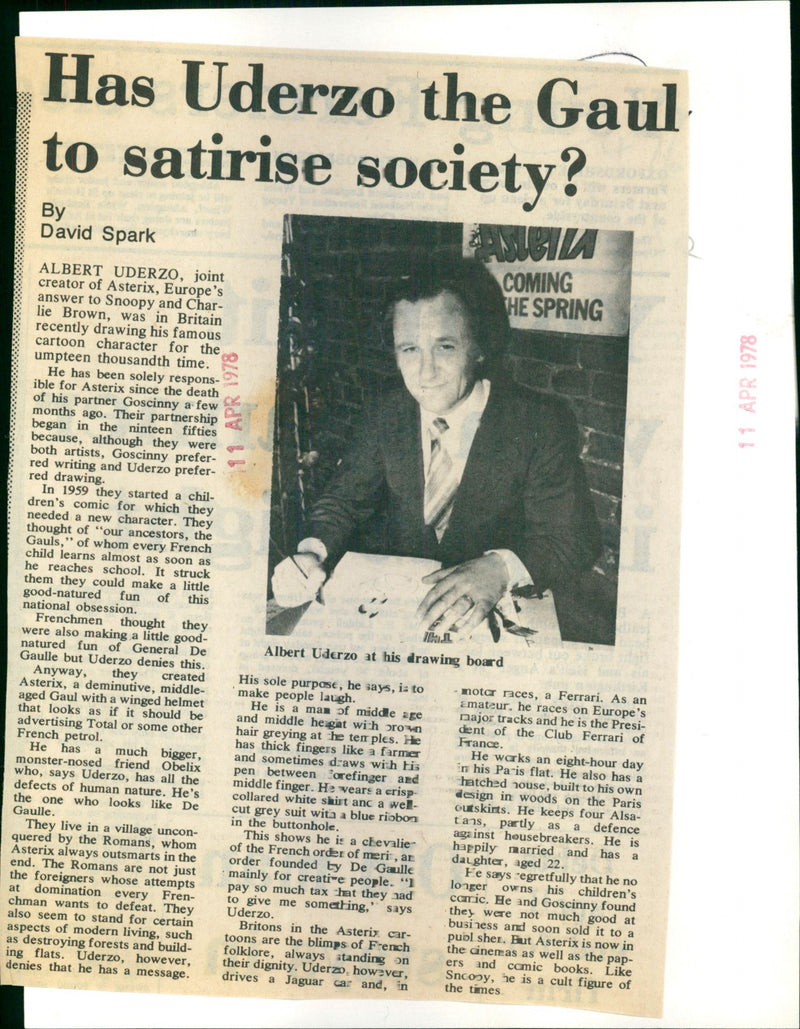 Has Uderzo the Gaul
to satirise society?
By
David Spark
ALBERT UDERZO, joint
creator of Asterix, Europe's
answer to Snoopy and Char-
lie Brown, was in Britain
recently drawing his famous
cartoon character for the
umpteen thousandth time.
He has been solely respons-
ible for Asterix since the death
of his partner Goscinny a few
months ago. Their partnership
began in the ninteen fifties
because, although they were
both artists, Goscinny prefer-
red writing and Uderzo prefer-
red drawing.
In 1959 they started a chil-
dren's comic for which they
needed a new character. They
thought of "our ancestors, the
Gauls," of whom every French
child learns almost as soon as
he reaches school. It struck
them they could make a little
good-natured fun of this
national obsession.
Frenchmen thought they
were also making a little good-
natured fun of General De
Gaulle but Uderzo denies this.
Anyway, they created
Asterix, a deminutive, middle-
aged Gaul with a winged helmet
that looks as if it should be
advertising Total or some other
French petrol.
He has a much bigger,
monster-nosed friend Obelix
who, says Uderzo, has all the
defects of human nature. He's
the one who looks like De
Gaulle.
They live in a village uncon-
quered by the Romans, whom
Asterix always outsmarts in the
end. The Romans are not just
the foreigners whose attempts
at domination every Fren-
chman wants to defeat. They
also seem to stand for certain
aspects of modern living, such
as destroying forests and build-
ing flats. Uderzo, however,
denies that he has a message.
Asterix
COMING
HE SPRING
Albert Uderzo at his drawing board
His sole purpose, he says, is to
make people laugh.
He is a man of middle age
and middle height with brown
hair greying at the temples. He
has thick fingers like a farmer
and sometimes draws with his
pen between forefinger and
middle finger. He wears a crisp-
collared white shirt and a well-
cut grey suit with a blue ribbon
in the buttonhole.
This shows he is a chevalier
of the French order of merit, an
order founded by De Gaulle
mainly for creative people. "I
pay so much tax that they had
to give me something,' says
Uderzo.
Britons in the Asterix car-
toons are the blimps of French
folklore, always standing on
their dignity. Uderzo, however,
drives a Jaguar car and, in
motor races, a Ferrari. As an
amateur, he races on Europe's
major tracks and he is the Presi-
dent of the Club Ferrari of
France.
He works an eight-hour day
in his Paris flat. He also has a
thatched house, built to his own
design in woods on the Paris
outskirts. He keeps four Alsa-
tians, partly as a defence
against housebreakers. He is
happily married and has a
daughter, aged 22.
He says regretfully that he no
longer owns his children's
comic. He and Goscinny found
they were not much good at
business and soon sold it to a
publisher. But Asterix is now in
the cinemas as well as the pap-
ers and comic books. Like
Snoopy, he is a cult figure of
the times.
11 APR 1978
11 APR 1978